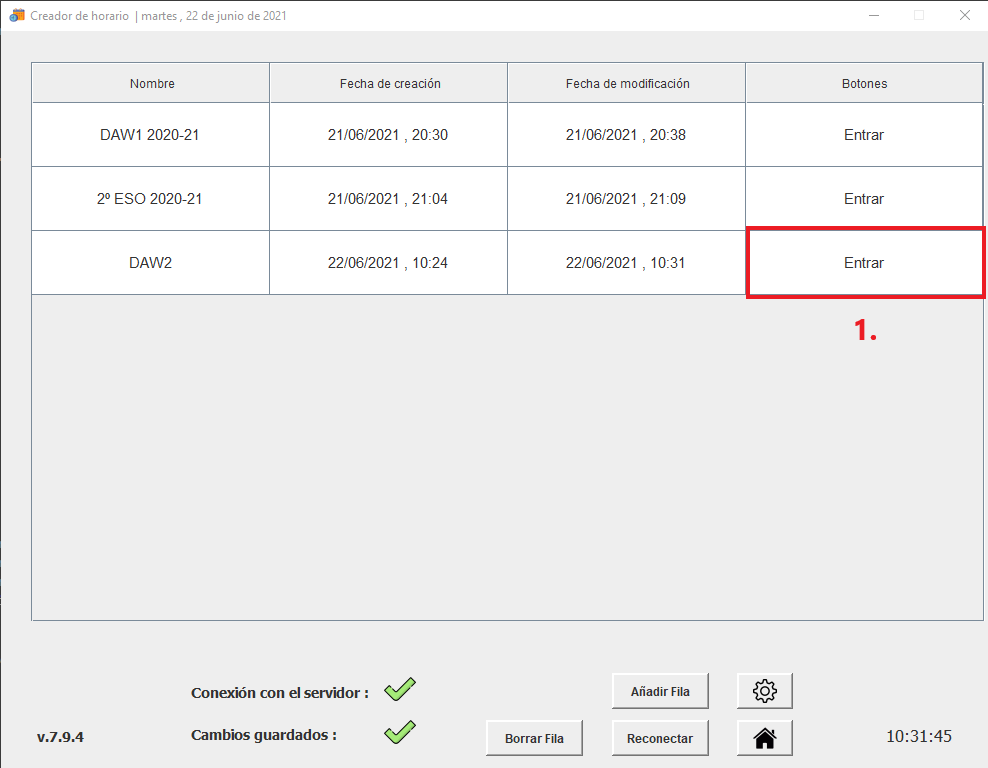 Creador de horario | martes , 22 de junio de 2021
Nombre Fecha de creación Fecha de modificación Botones
DAW1 2020-21 21/06/2021 , 20:30 21/06/2021 , 20:38 Entrar
2º ESO 2020-21 21/06/2021 , 21:04 21/06/2021 , 21:09 Entrar
DAW2 22/06/2021 , 10:24 22/06/2021 , 10:31 Entrar
1.
Conexión con el servidor : Añadir Fila
v.7.9.4 Cambios guardados : Borrar Fila Reconectar 10:31:45